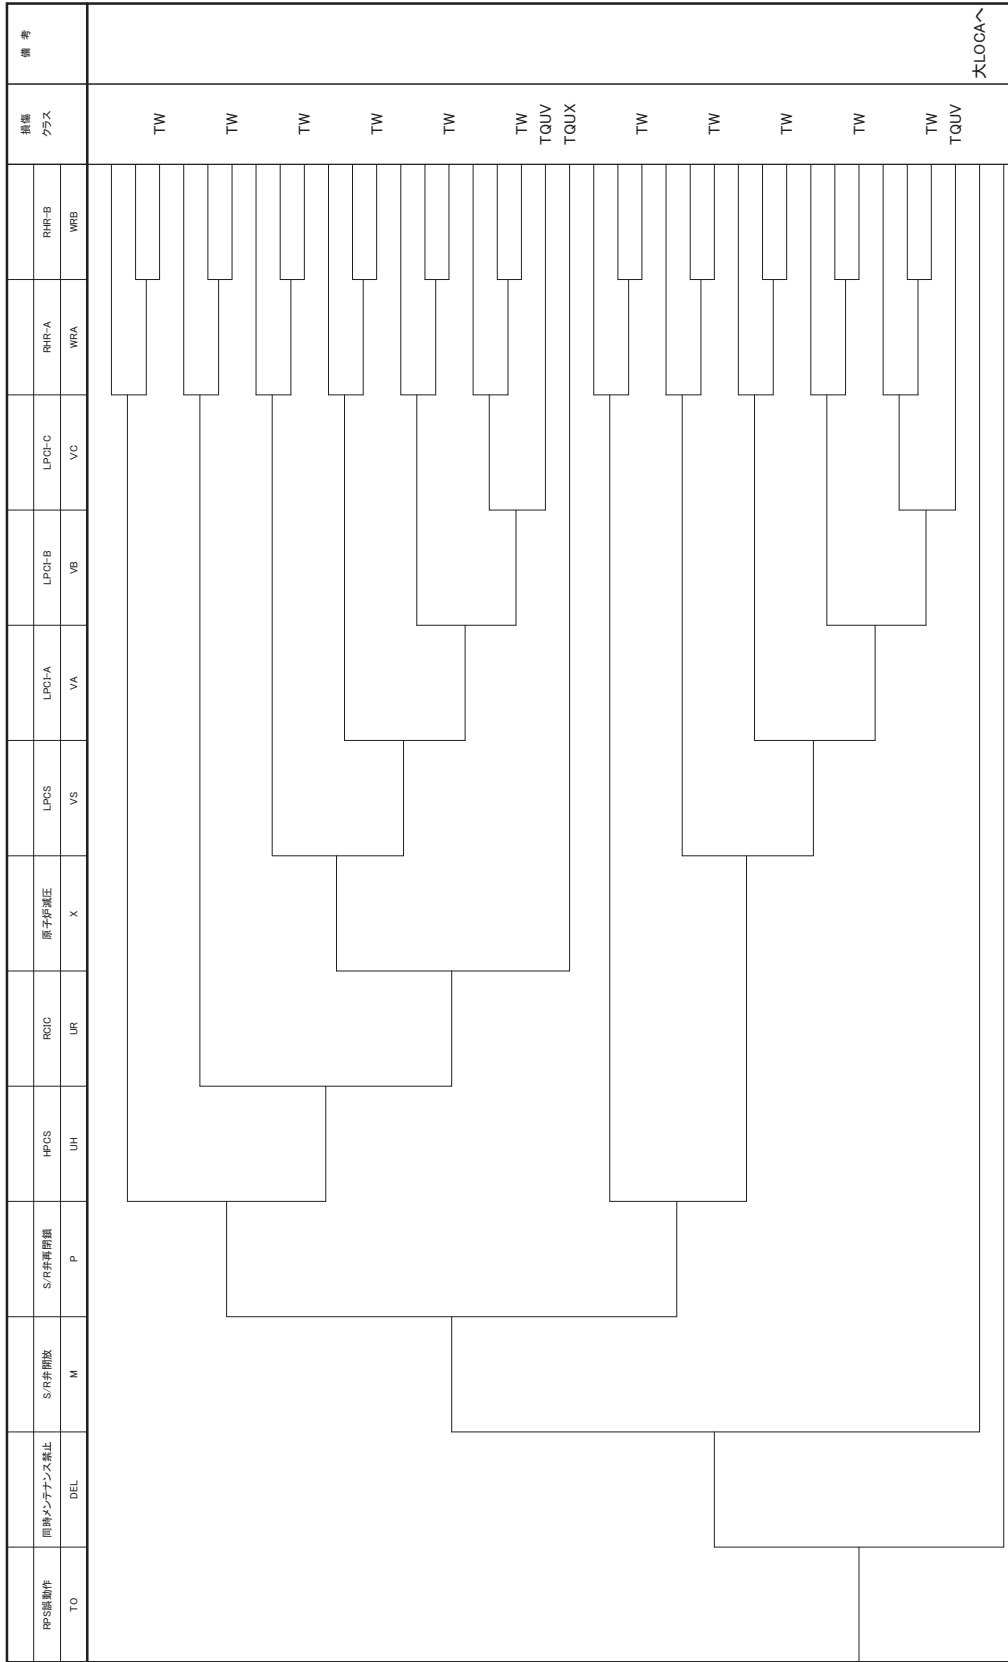 RPS誤動作
同時メンテナンス禁止
S/R弁開放
S/R弁再閉鎖
HPCS
RCIC
原子炉減圧
LPCS
LPCI-A
LPCI-B
LPCI-C
RHR-A
RHR-B
損傷
クラス
備 考
TO
DEL
M
P
UH
UR
X
VS
VA
VB
VC
WRA
WRB
TW
TW
TW
TW
TW
TW
TQUV
TQUX
TW
TW
TW
TW
TW
TQUV
大LOCAへ